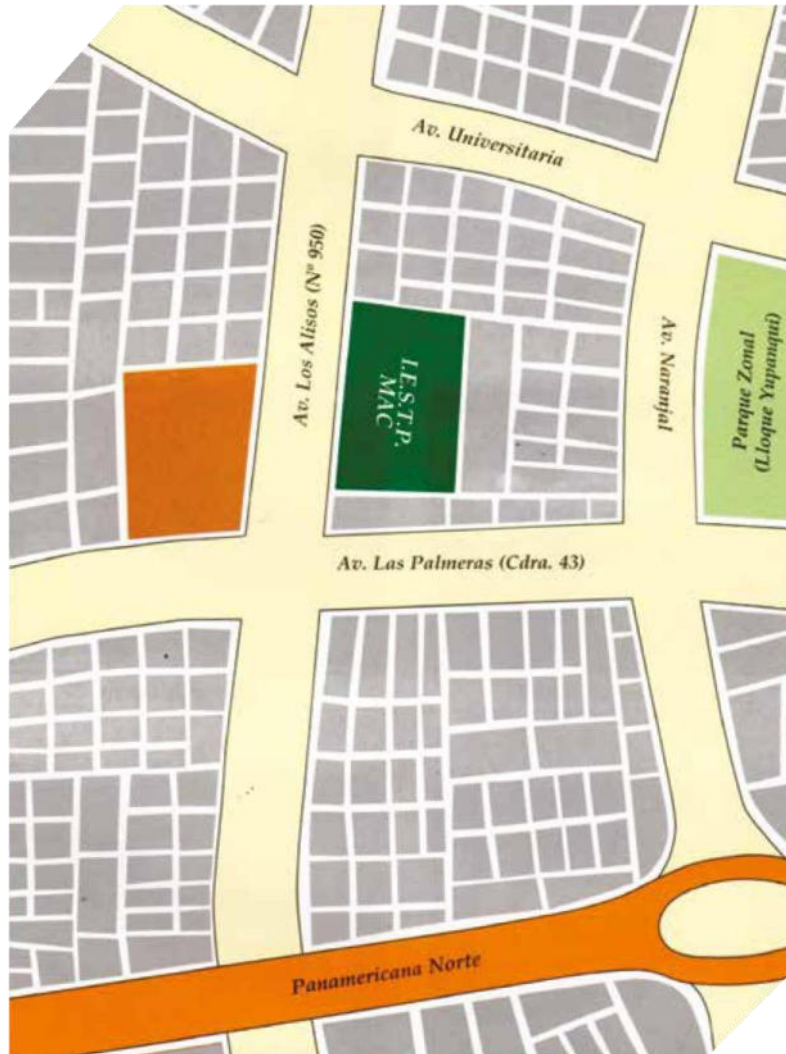 Av. Universitaria
Av. Los Alisos (Nº 950)
I.E.S.T.P.
MAC
Av. Naranjal
Parque Zonal
(Lloque Yupanqui)
Av. Las Palmeras (Cdra. 43)
Panamericana Norte